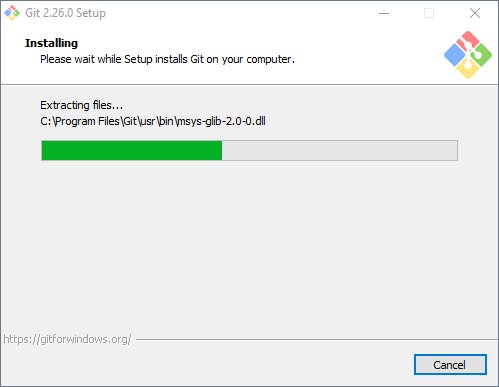 Git 2.26.0 Setup
Installing
Please wait while Setup installs Git on your computer.
Extracting files...
C:\Program Files\Git\usr\bin\msys-glib-2.0-0.dll
https://gitforwindows.org/
Cancel